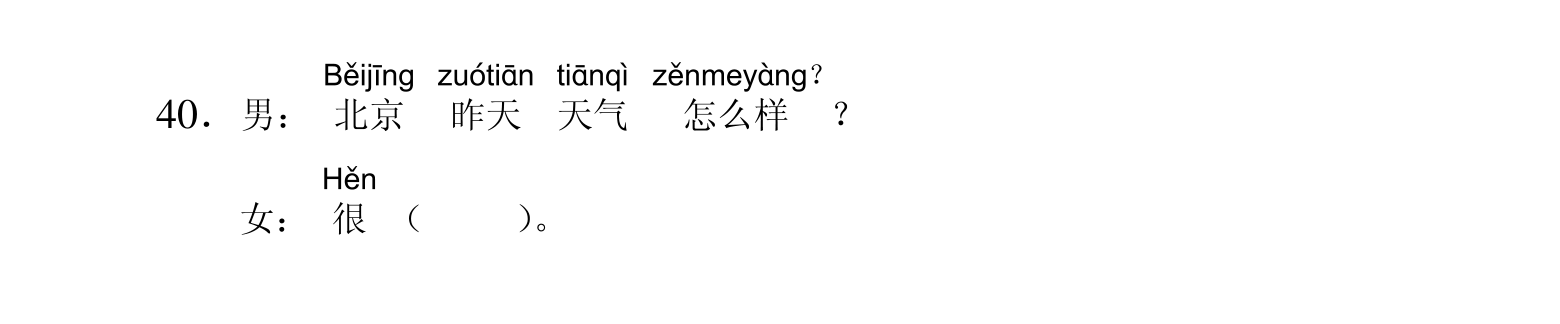 Běijīng zuótiān tiānqì zěnmeyàng?
40. 男： 北京 昨天 天气 怎么样 ？
Hěn
女： 很 （ ）。